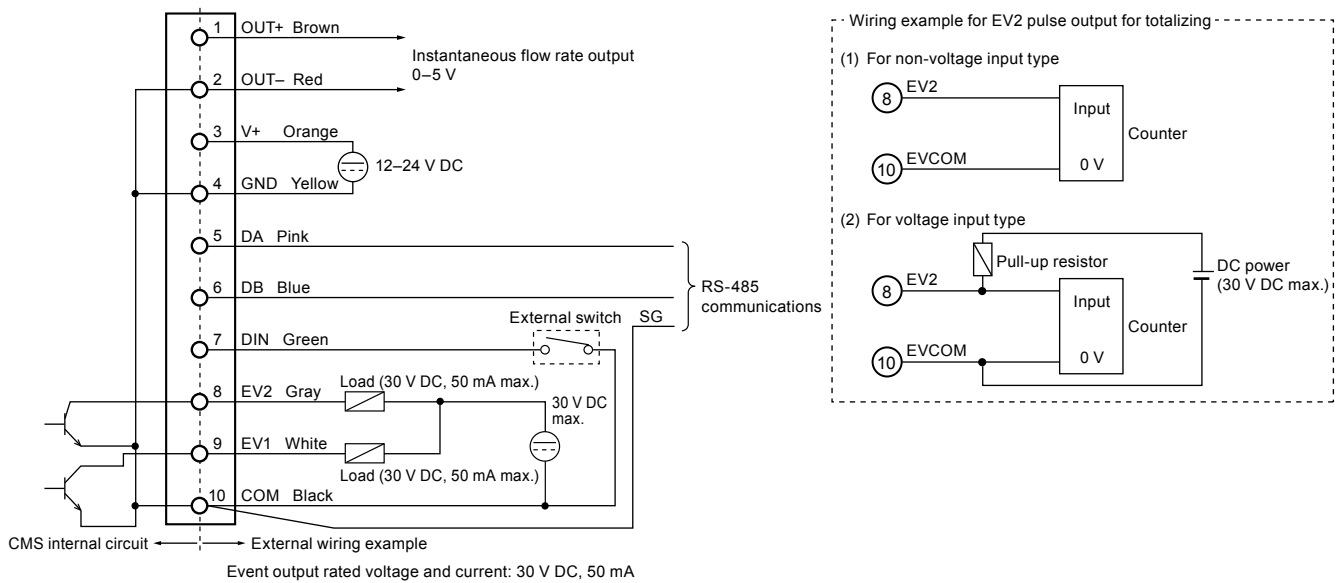 1 OUT+ Brown
Instantaneous flow rate output
0–5 V
2 OUT– Red
3 V+ Orange
12–24 V DC
4 GND Yellow
5 DA Pink
6 DB Blue
RS-485
communications
SG
External switch
7 DIN Green
8 EV2 Gray
Load (30 V DC, 50 mA max.)
30 V DC
max.
9 EV1 White
Load (30 V DC, 50 mA max.)
10 COM Black
CMS internal circuit
External wiring example
Event output rated voltage and current: 30 V DC, 50 mA
Wiring example for EV2 pulse output for totalizing
(1) For non-voltage input type
8 EV2
Input
Counter
10 EVCOM
0 V
(2) For voltage input type
Pull-up resistor
DC power
(30 V DC max.)
8 EV2
Input
Counter
10 EVCOM
0 V